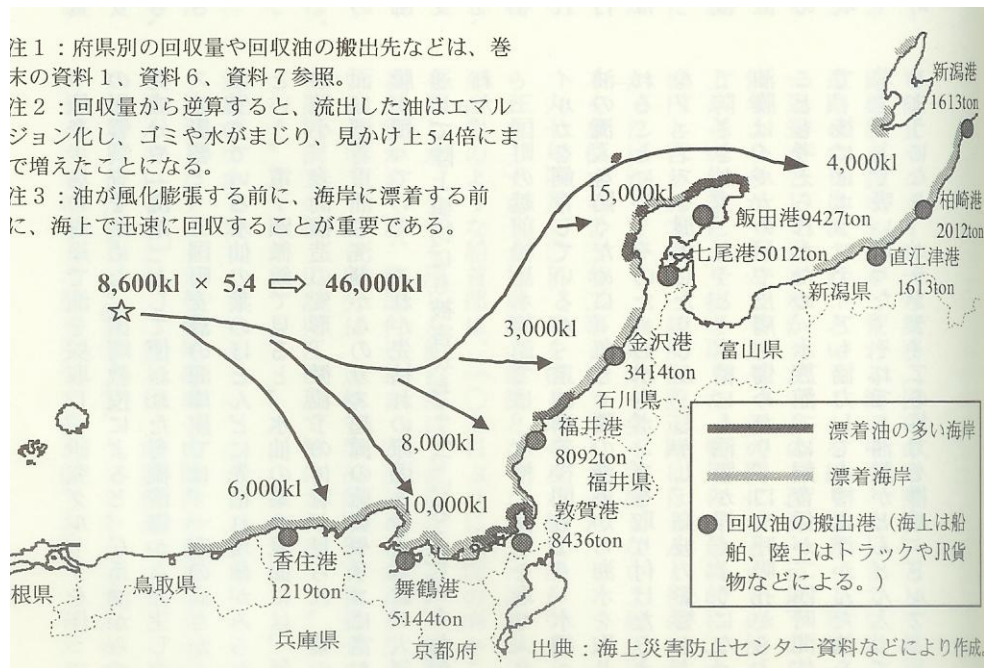 注1：府県別の回収量や回収油の搬出先などは、巻
末の資料1、資料6、資料7参照。
注2：回収量から逆算すると、流出した油はエマル
ジョン化し、ゴミや水がまじり、見かけ上5.4倍にま
で増えたことになる。
注3：油が風化膨張する前に、海岸に漂着する前
に、海上で迅速に回収することが重要である。
8,600kl × 5.4 ⇨ 46,000kl
4,000kl
15,000kl
3,000kl
8,000kl
10,000kl
6,000kl
新潟港
1613ton
柏崎港
2012ton
直江津港
1613ton
新潟県
飯田港9427ton
七尾港5012ton
富山県
金沢港
3414ton
石川県
福井港
8092ton
福井県
敦賀港
8436ton
舞鶴港
5144ton
京都府
香住港
1219ton
兵庫県
鳥取県
根県
漂着油の多い海岸
漂着海岸
回収油の搬出港（海上は船
舶、陸上はトラックやJR貨
物などによる。）
出典：海上災害防止センター資料などにより作成。